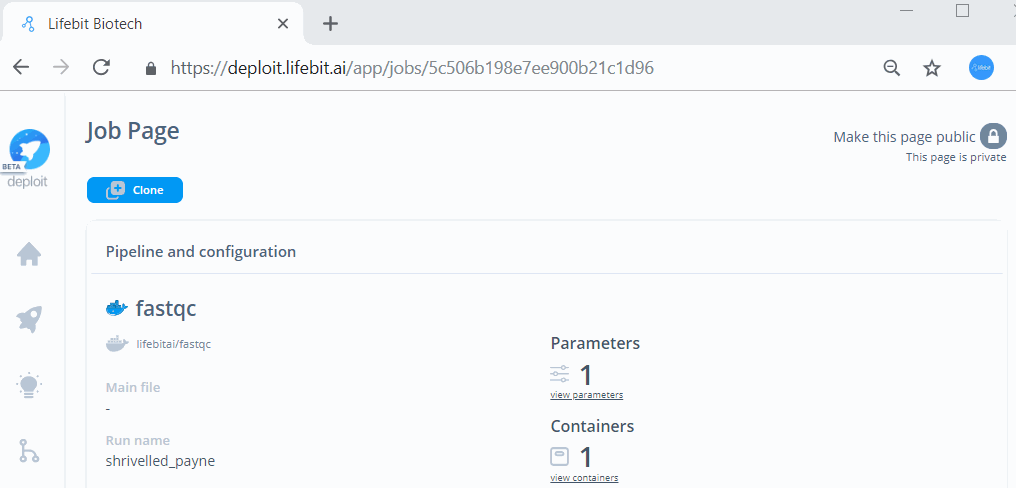 Lifebit Biotech
https://deploit.lifebit.ai/app/jobs/5c506b198e7ee900b21c1d96
Job Page
Make this page public
This page is private
BETA
deploit
Clone
Pipeline and configuration
fastqc
lifebitai/fastqc
Parameters
1
view parameters
Main file
-
Containers
1
view containers
Run name
shrivelled_payne